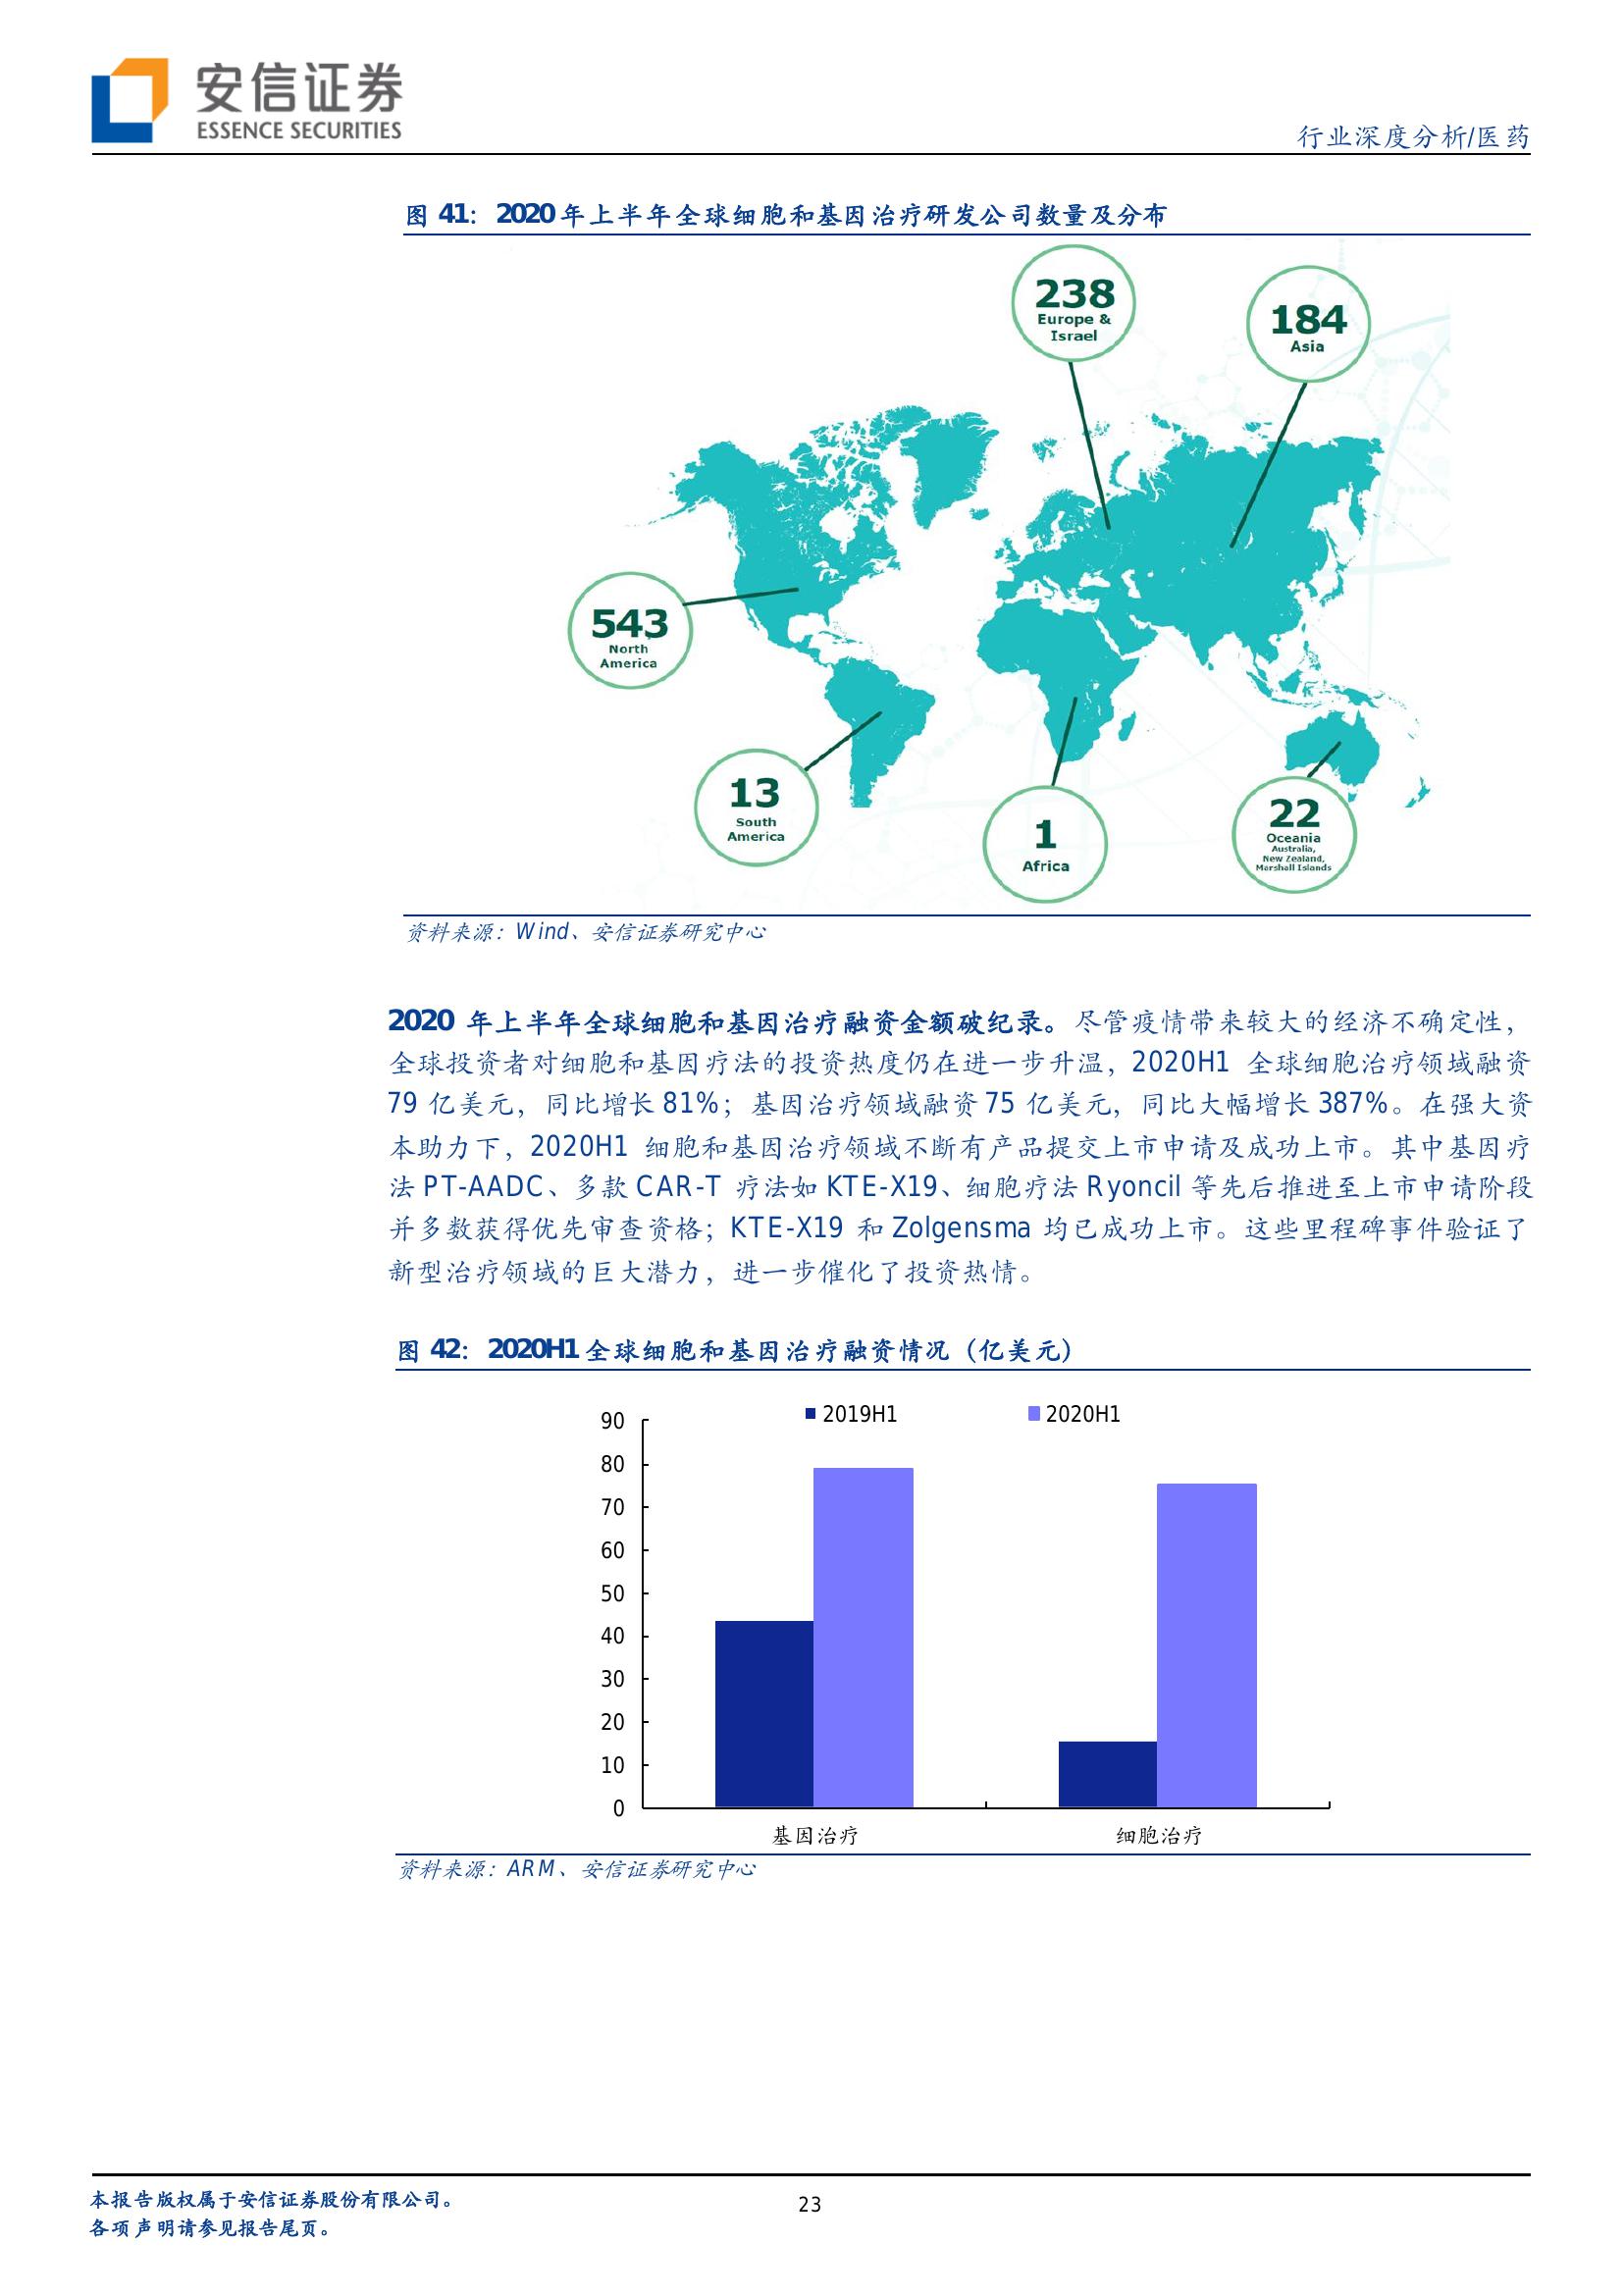 安信证券
ESSENCE SECURITIES
行业深度分析/医药
图 41：2020 年上半年全球细胞和基因治疗研发公司数量及分布
238
Europe &
Israel
184
Asia
543
North
America
13
South
America
1
Africa
22
Oceania
Australia,
New Zealand,
Marshall Islands
资料来源：Wind、安信证券研究中心
2020 年上半年全球细胞和基因治疗融资金额破纪录。尽管疫情带来较大的经济不确定性，
全球投资者对细胞和基因疗法的投资热度仍在进一步升温，2020H1 全球细胞治疗领域融资
79 亿美元，同比增长 81%；基因治疗领域融资 75 亿美元，同比大幅增长 387%。在强大资
本助力下，2020H1 细胞和基因治疗领域不断有产品提交上市申请及成功上市。其中基因疗
法 PT-AADC、多款 CAR-T 疗法如 KTE-X19、细胞疗法 Ryoncil 等先后推进至上市申请阶段
并多数获得优先审查资格；KTE-X19 和 Zolgensma 均已成功上市。这些里程碑事件验证了
新型治疗领域的巨大潜力，进一步催化了投资热情。
图 42：2020H1 全球细胞和基因治疗融资情况（亿美元）
2019H1 2020H1
90
80
70
60
50
40
30
20
10
0
基因治疗 细胞治疗
资料来源：ARM、安信证券研究中心
本报告版权属于安信证券股份有限公司。
各项声明请参见报告尾页。
23